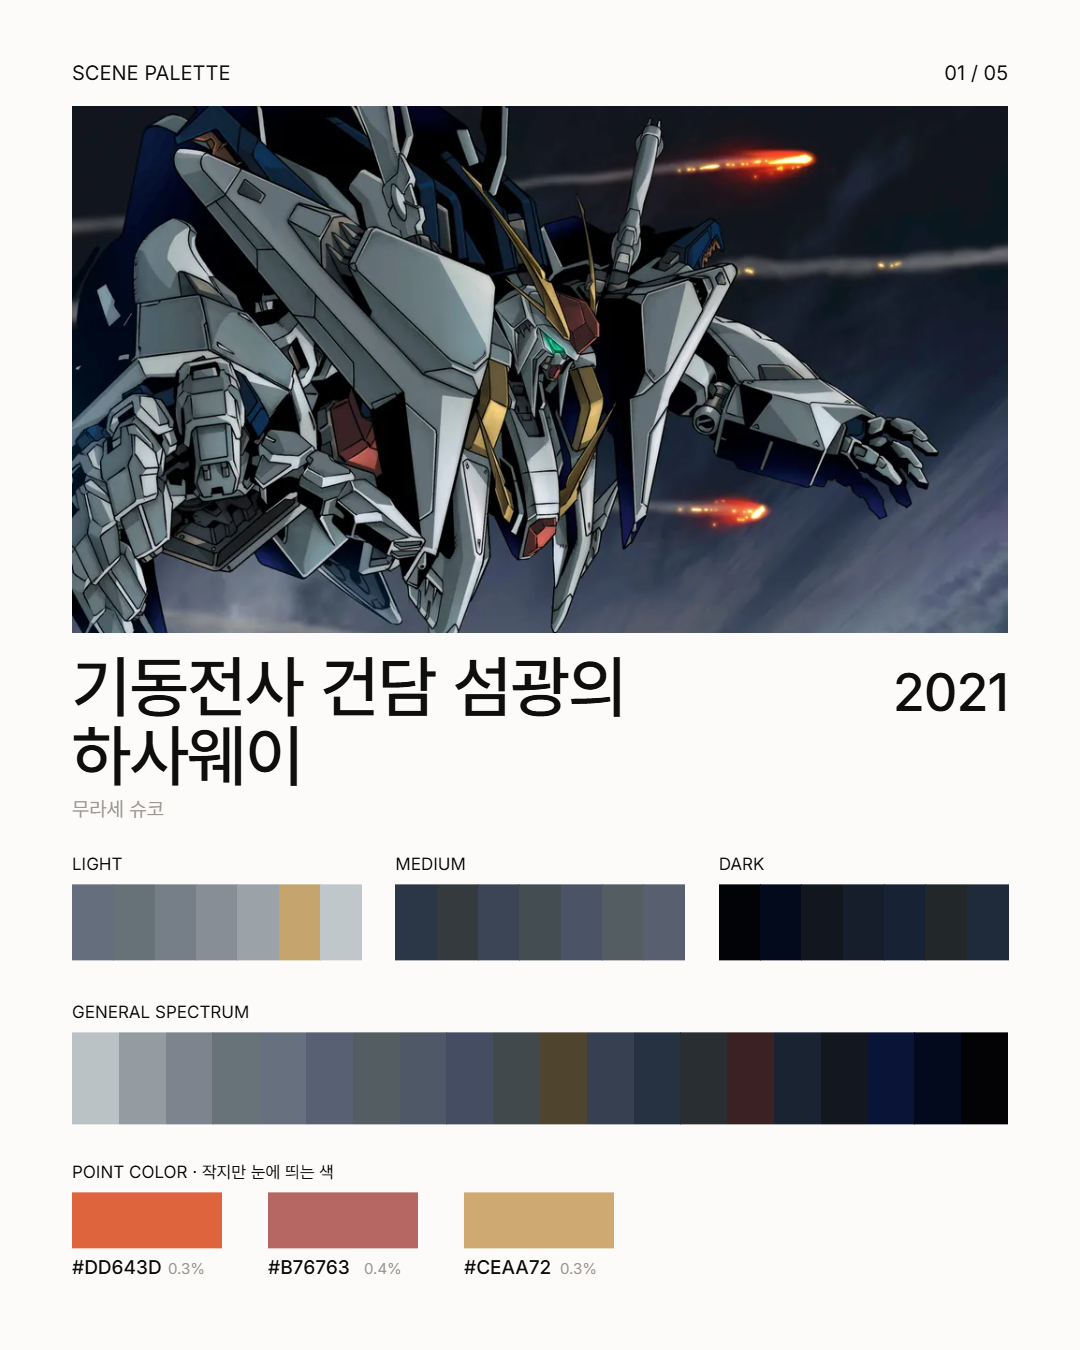 SCENE PALETTE 01 / 05
기동전사 건담 섬광의 2021
하사웨이
무라세 슈코
LIGHT MEDIUM DARK
GENERAL SPECTRUM
POINT COLOR · 작지만 눈에 띄는 색
#DD643D 0.3% #B76763 0.4% #CEAA72 0.3%